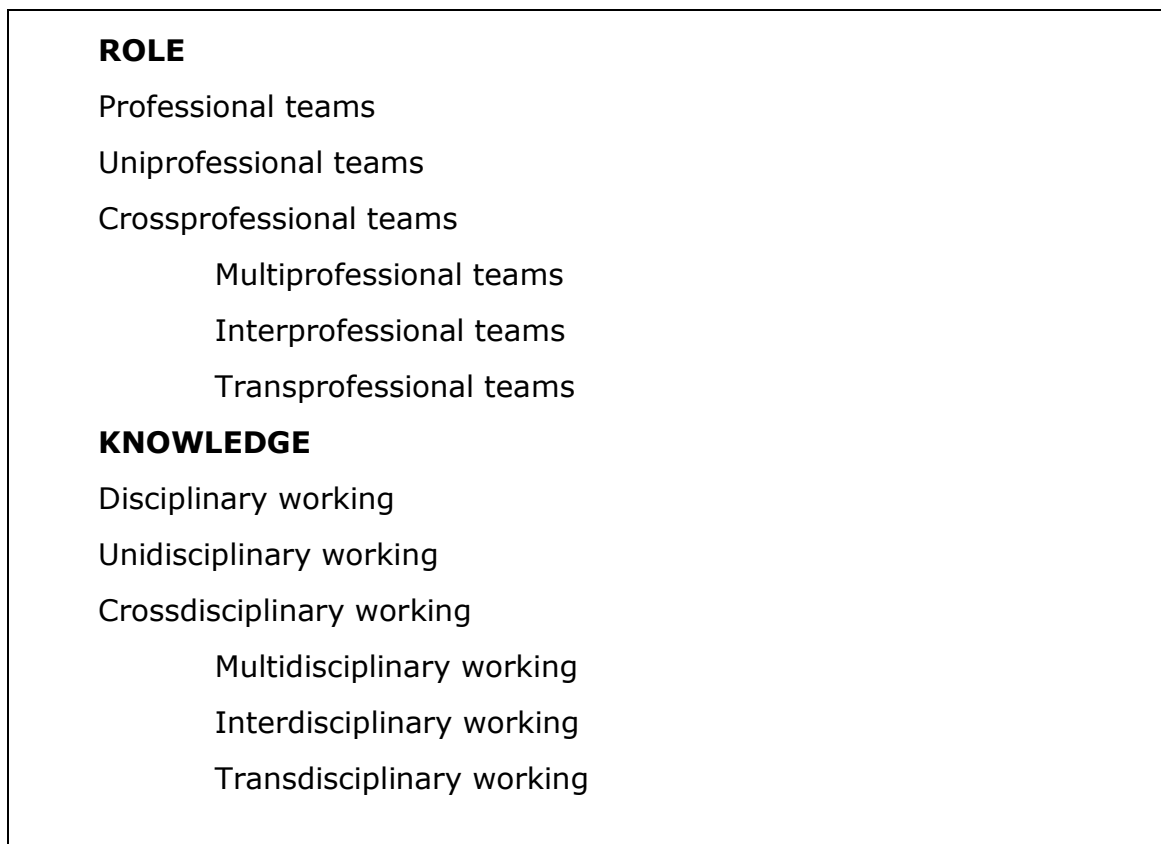 ROLE
Professional teams
Uniprofessional teams
Crossprofessional teams
Multiprofessional teams
Interprofessional teams
Transprofessional teams
KNOWLEDGE
Disciplinary working
Unidisciplinary working
Crossdisciplinary working
Multidisciplinary working
Interdisciplinary working
Transdisciplinary working